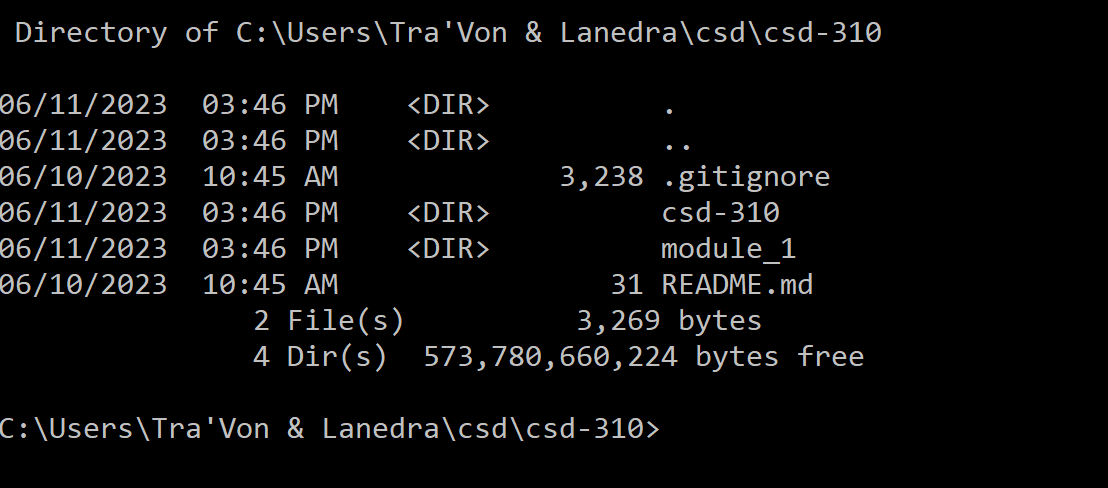 Directory of C:\Users\Tra'Von & Lanedra\csd\csd-310
06/11/2023  03:46 PM    <DIR>          .
06/11/2023  03:46 PM    <DIR>          ..
06/10/2023  10:45 AM             3,238 .gitignore
06/11/2023  03:46 PM    <DIR>          csd-310
06/11/2023  03:46 PM    <DIR>          module_1
06/10/2023  10:45 AM                31 README.md
2 File(s)          3,269 bytes
4 Dir(s)  573,780,660,224 bytes free
C:\Users\Tra'Von & Lanedra\csd\csd-310>